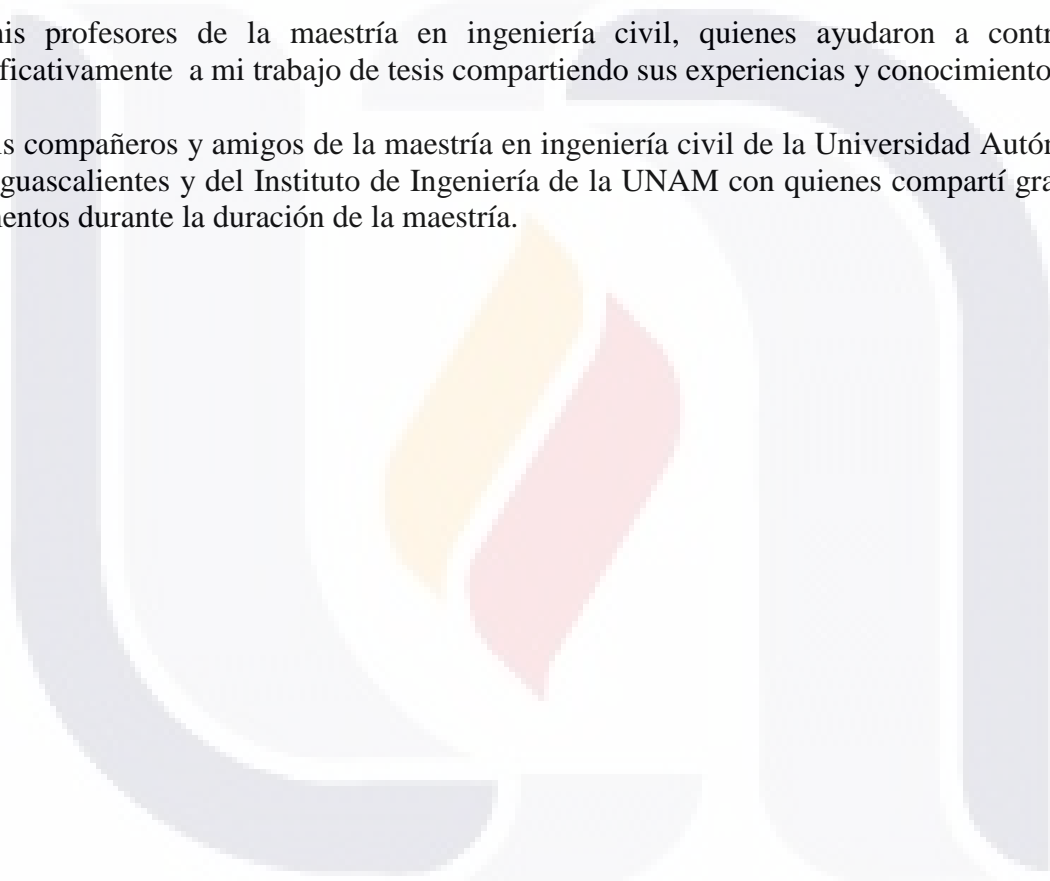 nis profesores de la maestría en ingeniería civil, quienes ayudaron a contr
ficativamente a mi trabajo de tesis compartiendo sus experiencias y conocimiento
s compañeros y amigos de la maestría en ingeniería civil de la Universidad Autón
guascalientes y del Instituto de Ingeniería de la UNAM con quienes compartí gra
nentos durante la duración de la maestría.